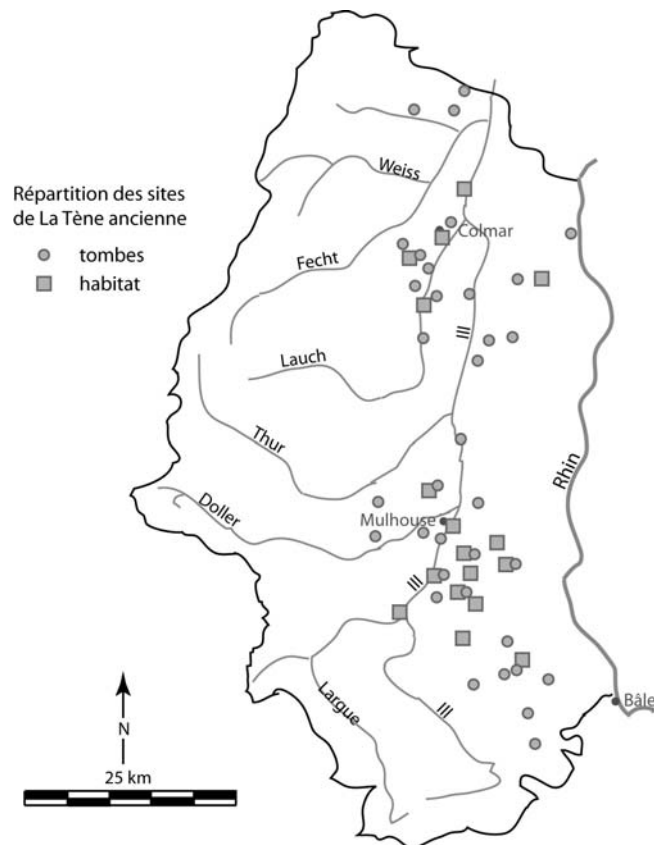 Weiss
Répartition des sites
de La Tène ancienne
tombes
habitat
Colmar
Fecht
Ill
Lauch
Thur
Rhin
Doller
Mulhouse
Ill
Largue
Ill
Bâle
N
25 km